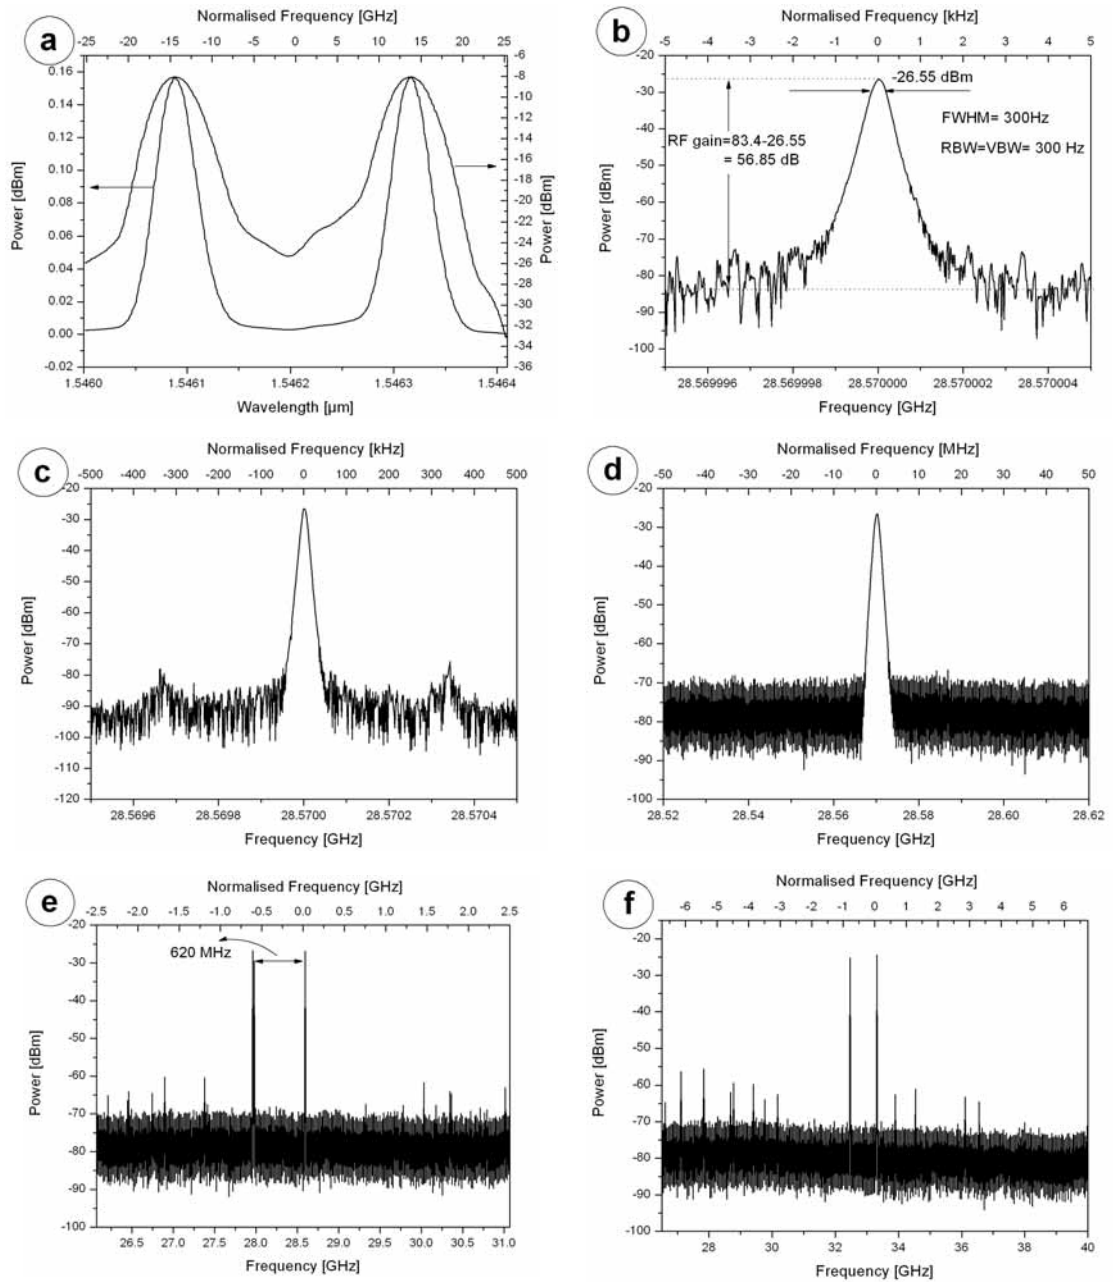 Normalised Frequency [GHz]
a
-25 -20 -15 -10 -5 0 5 10 15 20 25
0.16
0.14
0.12
0.10
0.08
0.06
0.04
0.02
0.00
-0.02
Power [dBm]
-6
-8
-10
-12
-14
-16
-18
-20
-22
-24
-26
-28
-30
-32
-34
-36
Power [dBm]
1.5460 1.5461 1.5462 1.5463 1.5464
Wavelength [µm]
Normalised Frequency [kHz]
b
-5 -4 -3 -2 -1 0 1 2 3 4 5
-20
-30
-40
-50
-60
-70
-80
-90
-100
Power [dBm]
-26.55 dBm
FWHM= 300Hz
RF gain=83.4-26.55
= 56.85 dB
RBW=VBW= 300 Hz
28.569996 28.569998 28.570000 28.570002 28.570004
Frequency [GHz]
Normalised Frequency [kHz]
c
-500 -400 -300 -200 -100 0 100 200 300 400 500
-20
-30
-40
-50
-60
-70
-80
-90
-100
-110
-120
Power [dBm]
28.5696 28.5698 28.5700 28.5702 28.5704
Frequency [GHz]
Normalised Frequency [MHz]
d
-50 -40 -30 -20 -10 0 10 20 30 40 50
-20
-30
-40
-50
-60
-70
-80
-90
-100
Power [dBm]
28.52 28.54 28.56 28.58 28.60 28.62
Frequency [GHz]
Normalised Frequency [GHz]
e
-2.5 -2.0 -1.5 -1.0 -0.5 0.0 0.5 1.0 1.5 2.0 2.5
-20
-30
-40
-50
-60
-70
-80
-90
-100
Power [dBm]
620 MHz
26.5 27.0 27.5 28.0 28.5 29.0 29.5 30.0 30.5 31.0
Frequency [GHz]
Normalised Frequency [GHz]
f
-6 -5 -4 -3 -2 -1 0 1 2 3 4 5 6
-20
-30
-40
-50
-60
-70
-80
-90
-100
Power [dBm]
28 30 32 34 36 38 40
Frequency [GHz]